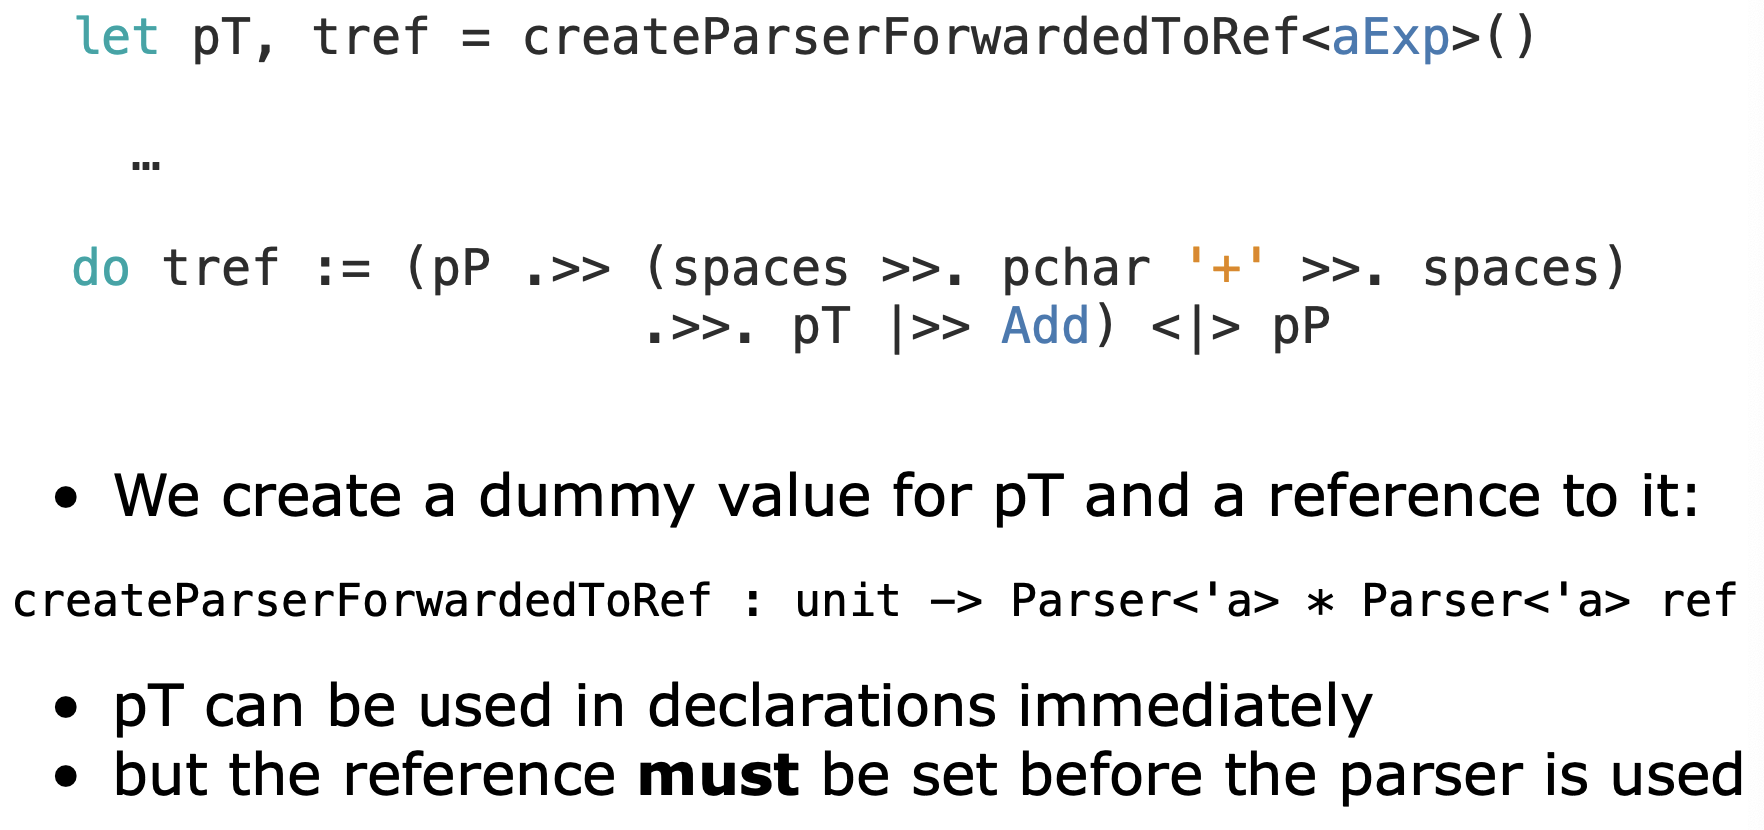 let pT, tref = createParserForwardedToRef<aExp>()
…
do tref := (pP .>> (spaces >>. pchar '+' >>. spaces)
.>>. pT |>> Add) <|> pP
• We create a dummy value for pT and a reference to it:
createParserForwardedToRef : unit –> Parser<'a> * Parser<'a> ref
• pT can be used in declarations immediately
• but the reference must be set before the parser is used